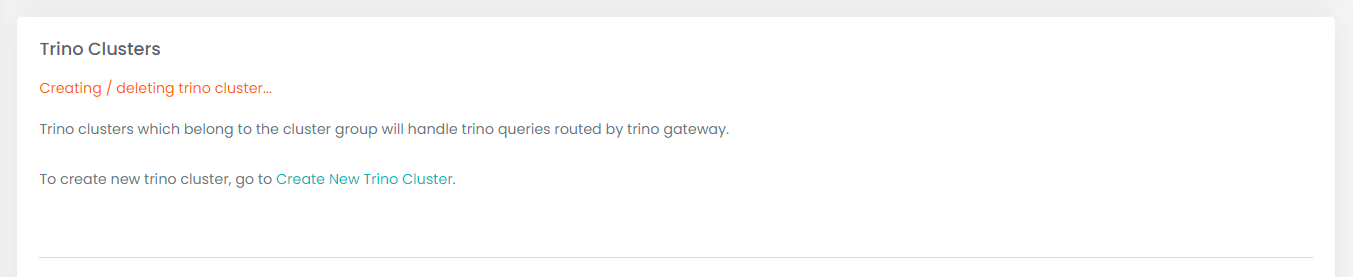 Trino Clusters
Creating / deleting trino cluster...
Trino clusters which belong to the cluster group will handle trino queries routed by trino gateway.
To create new trino cluster, go to Create New Trino Cluster.